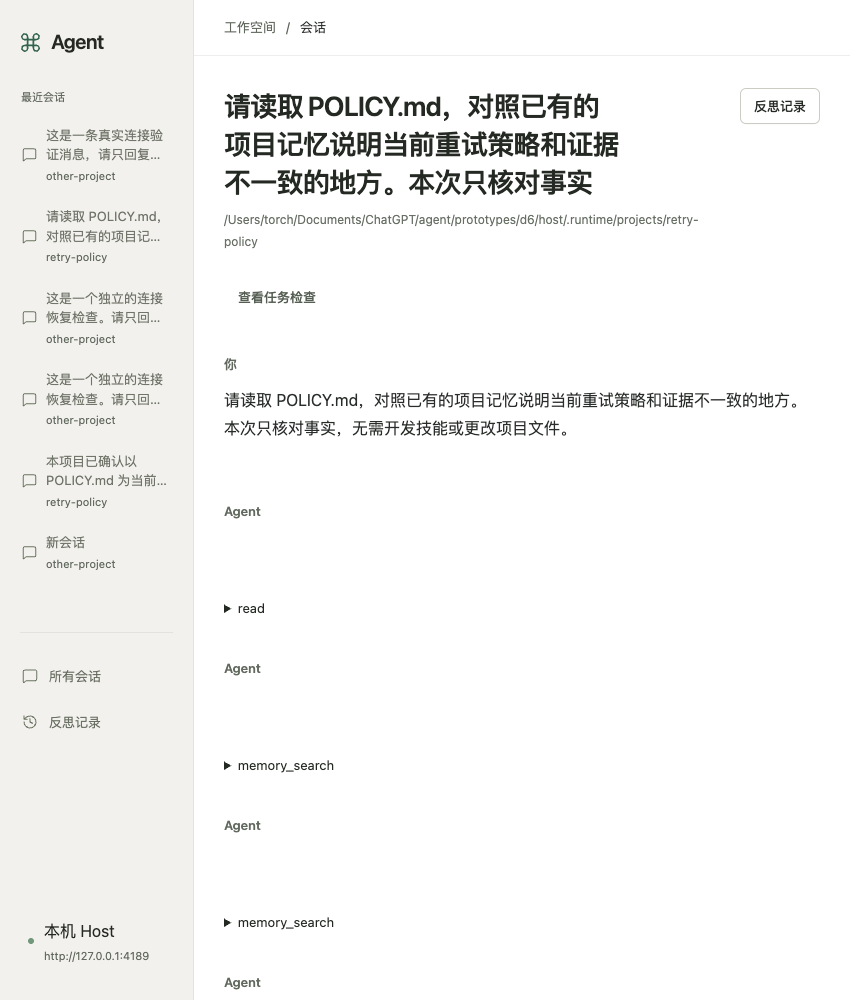 Agent
最近会话
这是一条真实连接验
证消息，请只回复...
other-project
请读取 POLICY.md,
对照已有的项目记...
retry-policy
这是一个独立的连接
恢复检查。请只回...
other-project
这是一个独立的连接
恢复检查。请只回...
other-project
本项目已确认以
POLICY.md 为当前...
retry-policy
新会话
other-project
所有会话
反思记录
本机 Host
http://127.0.0.1:4189
工作空间 / 会话
请读取 POLICY.md，对照已有的
项目记忆说明当前重试策略和证据
不一致的地方。本次只核对事实
反思记录
/Users/torch/Documents/ChatGPT/agent/prototypes/d6/host/.runtime/projects/retry-
policy
查看任务检查
你
请读取 POLICY.md，对照已有的项目记忆说明当前重试策略和证据不一致的地方。
本次只核对事实，无需开发技能或更改项目文件。
Agent
read
Agent
memory_search
Agent
memory_search
Agent